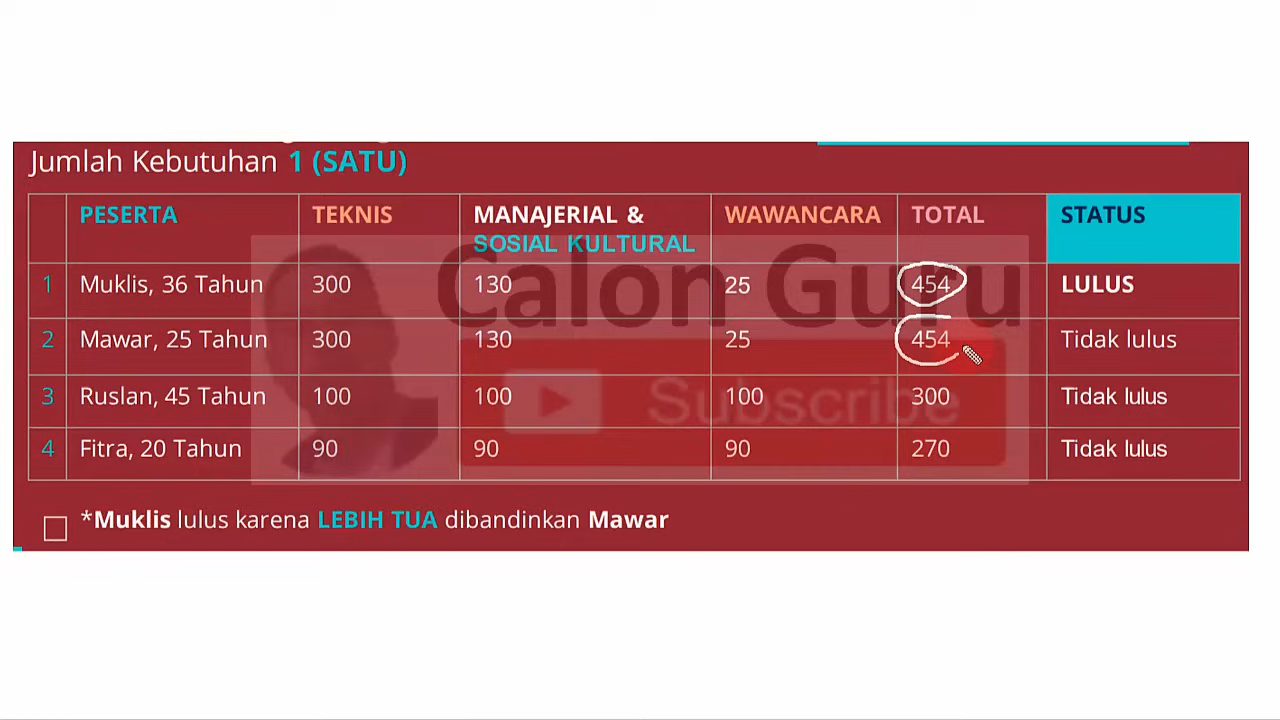 Jumlah Kebutuhan 1 (SATU)
PESERTA TEKNIS MANAJERIAL & SOSIAL KULTURAL WAWANCARA TOTAL STATUS
1 Muklis, 36 Tahun 300 130 25 454 LULUS
2 Mawar, 25 Tahun 300 130 25 454 Tidak lulus
3 Ruslan, 45 Tahun 100 100 100 300 Tidak lulus
4 Fitra, 20 Tahun 90 90 90 270 Tidak lulus
*Muklis lulus karena LEBIH TUA dibandinkan Mawar
Calon Guru
Subscribe